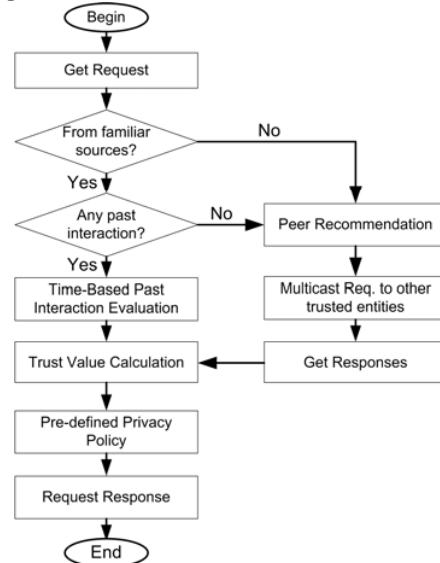 Begin
Get Request
From familiar
sources?
No
Yes
Any past
interaction?
No
Peer Recommendation
Yes
Time-Based Past
Interaction Evaluation
Multicast Req. to other
trusted entities
Trust Value Calculation
Get Responses
Pre-defined Privacy
Policy
Request Response
End